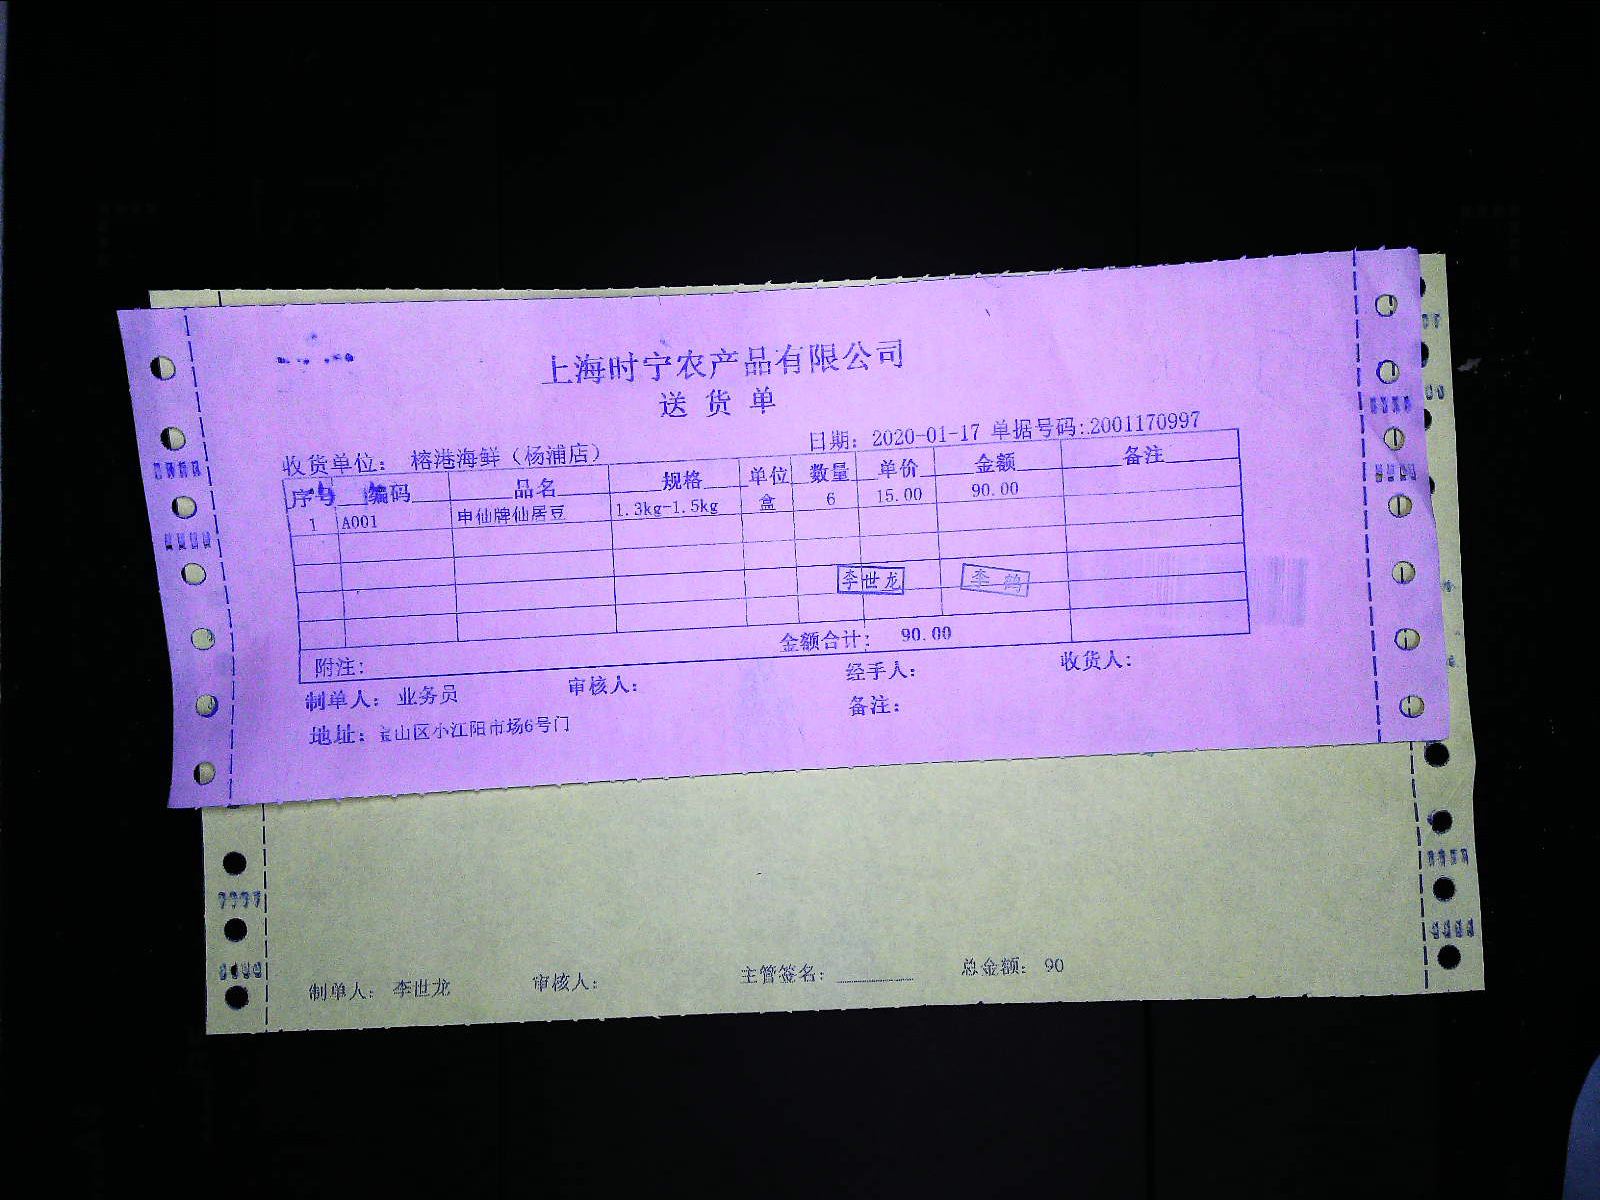 上海时宁农产品有限公司
送 货 单
收货单位： 榕港海鲜（杨浦店） 日期： 2020-01-17 单据号码:.2001170997
序号 编码 品名 规格 单位 数量 单价 金额 备注
1 A001 申仙牌仙居豆 1.3kg-1.5kg 盒 6 15.00 90.00
李世龙 李鹤
金额合计： 90.00
附注：
制单人： 业务员 审核人： 经手人： 收货人：
地址：宝山区小江阳市场6号门 备注：
制单人： 李世龙 审核人： 主管签名： 总金额： 90